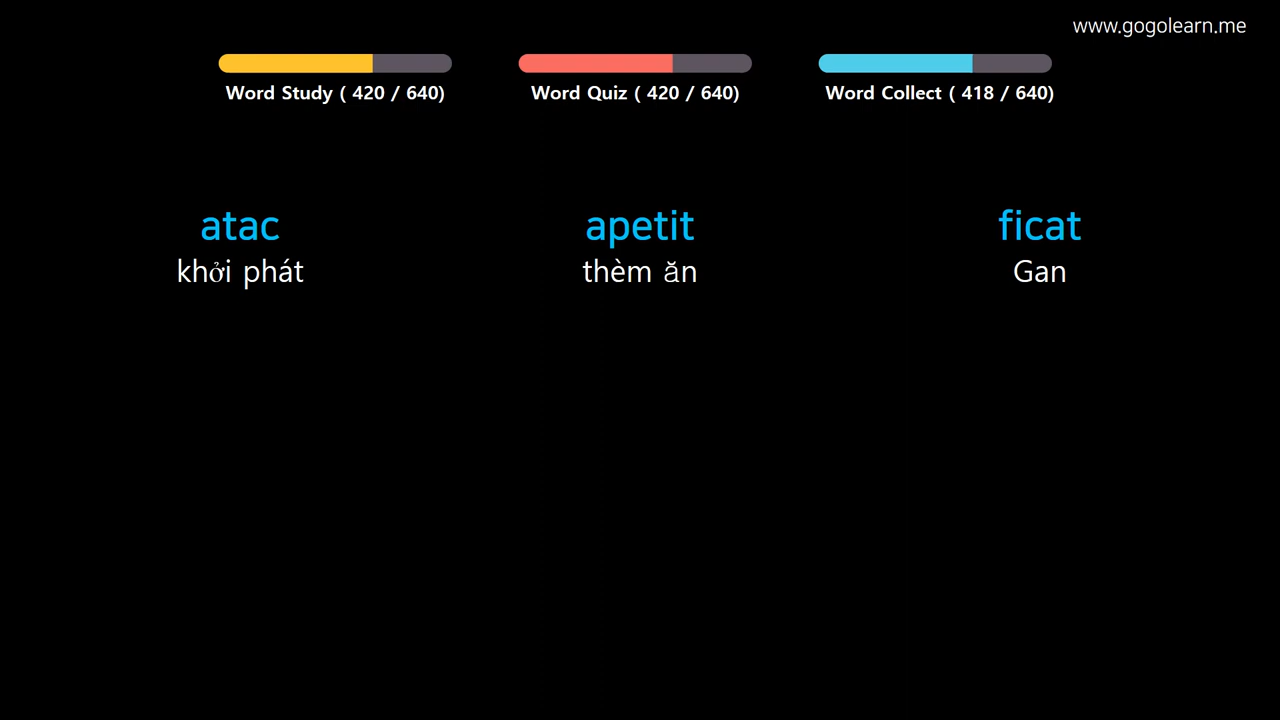 www.gogolearn.me
Word Study ( 420 / 640)
Word Quiz ( 420 / 640)
Word Collect ( 418 / 640)
atac
khởi phát
apetit
thèm ăn
ficat
Gan